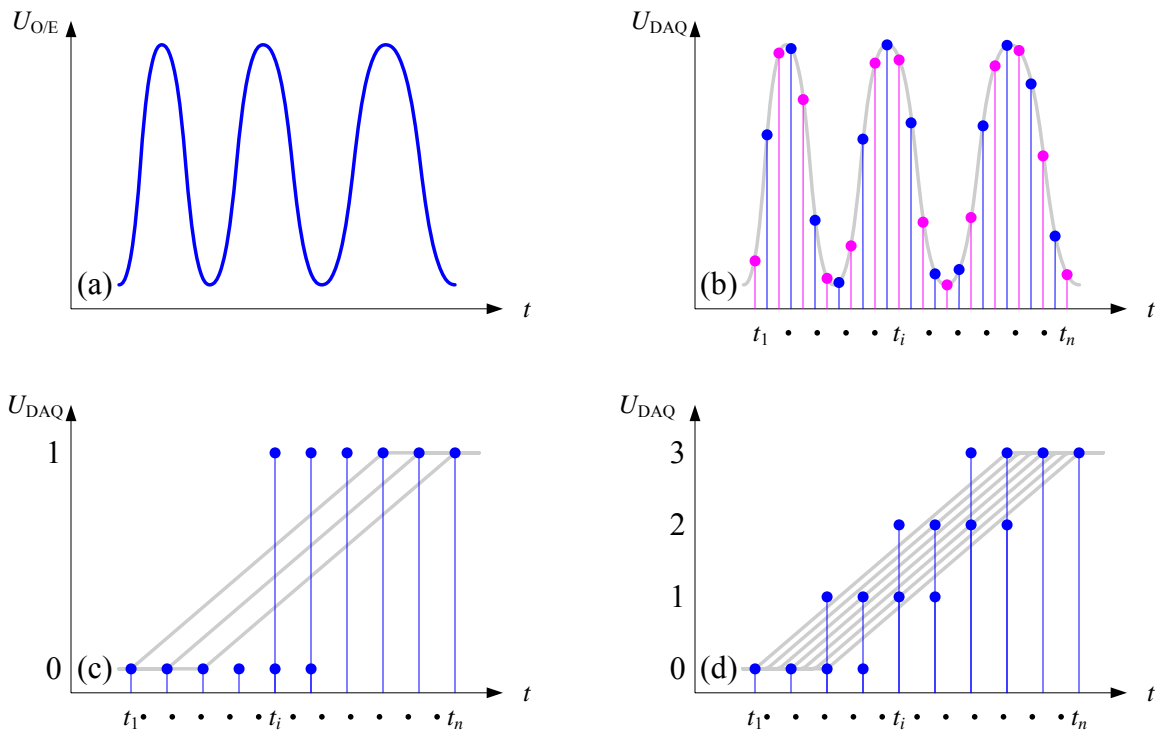 U_O/E
(a)
t
U_DAQ
(b)
t
t_1 • • • • t_i • • • • • t_n
U_DAQ
1
0
(c)
t
t_1 • • • • • t_i • • • • • • t_n
U_DAQ
3
2
1
0
(d)
t
t_1 • • • • • t_i • • • • • • t_n